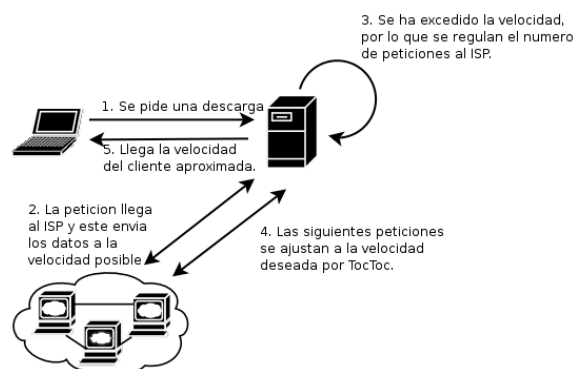 3. Se ha excedido la velocidad,
por lo que se regulan el numero
de peticiones al ISP.
1. Se pide una descarga
5. Llega la velocidad
del cliente aproximada.
2. La peticion llega
al ISP y este envia
los datos a la
velocidad posible
4. Las siguientes peticiones
se ajustan a la velocidad
deseada por TocToc.